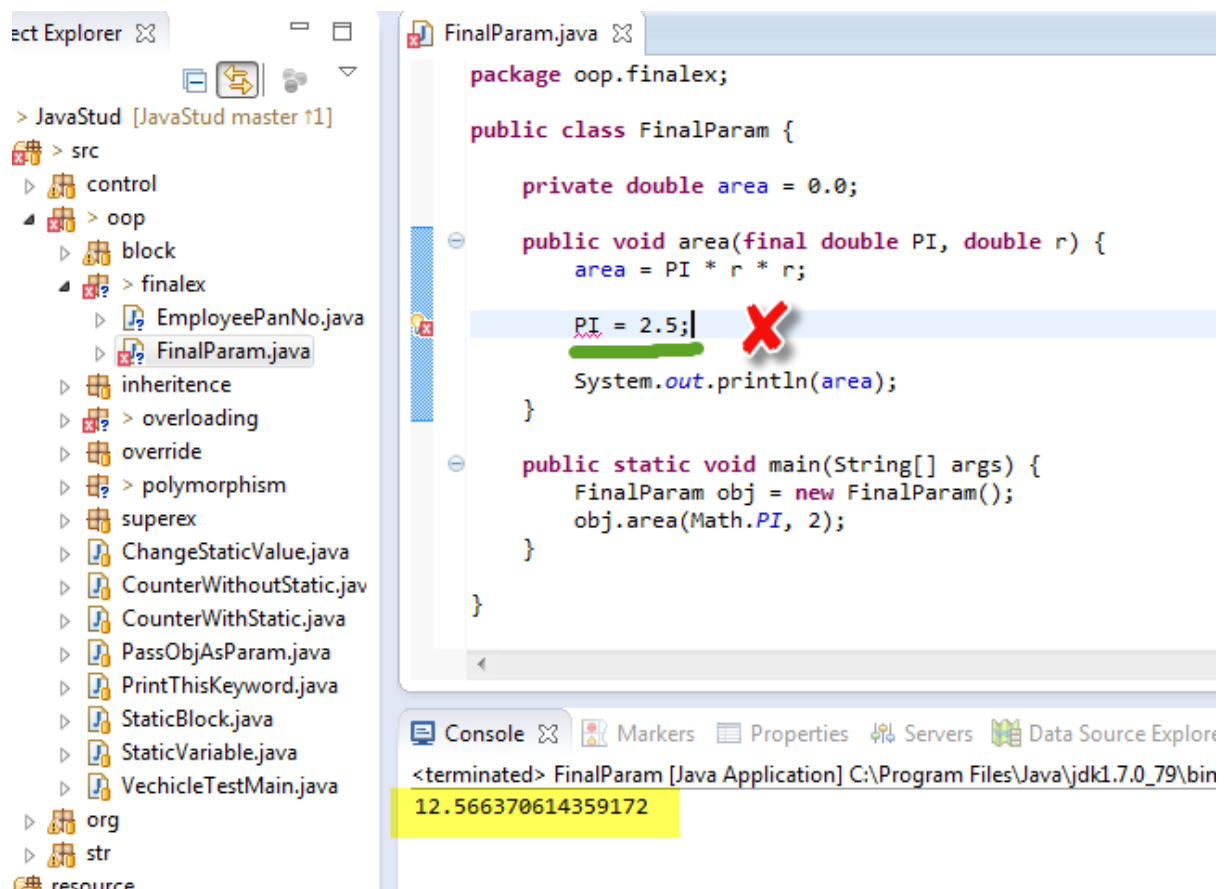 ect Explorer
> JavaStud [JavaStud master ↑1]
> src
control
> oop
block
> finalex
EmployeePanNo.java
FinalParam.java
inheritence
> overloading
override
> polymorphism
superex
ChangeStaticValue.java
CounterWithoutStatic.jav
CounterWithStatic.java
PassObjAsParam.java
PrintThisKeyword.java
StaticBlock.java
StaticVariable.java
VechicleTestMain.java
org
str
resource
FinalParam.java
package oop.finalex;
public class FinalParam {
private double area = 0.0;
public void area(final double PI, double r) {
area = PI * r * r;
PI = 2.5;
System.out.println(area);
}
public static void main(String[] args) {
FinalParam obj = new FinalParam();
obj.area(Math.PI, 2);
}
}
Console Markers Properties Servers Data Source Explore
<terminated> FinalParam [Java Application] C:\Program Files\Java\jdk1.7.0_79\bin
12.566370614359172